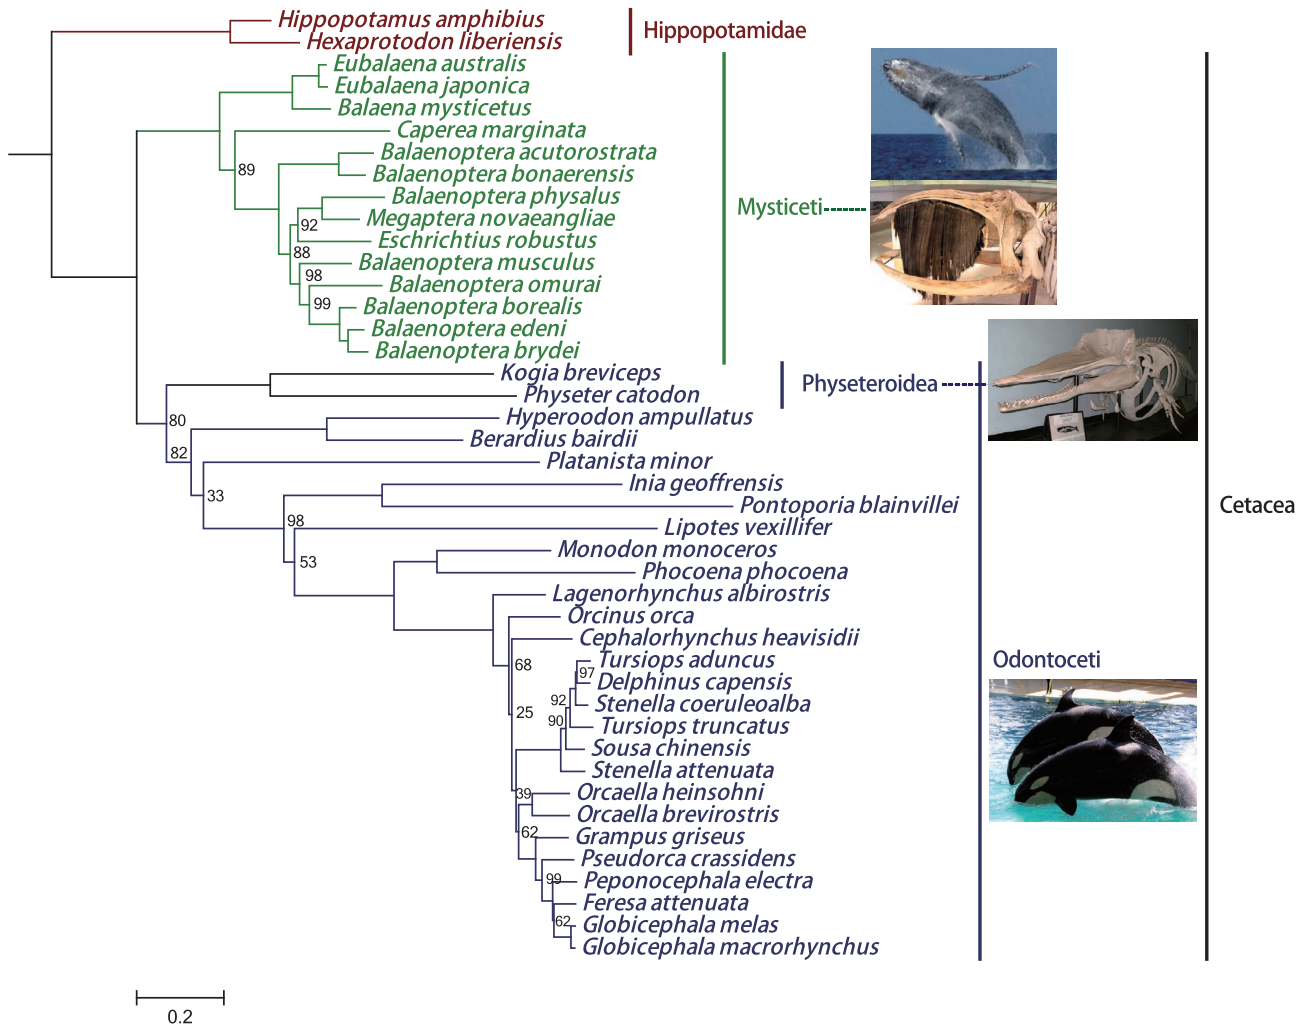 Hippopotamus amphibius
Hexaprotodon liberiensis
Hippopotamidae
Eubalaena australis
Eubalaena japonica
Balaena mysticetus
Caperea marginata
Balaenoptera acutorostrata
89
Balaenoptera bonaerensis
Balaenoptera physalus
Mysticeti
92
Megaptera novaeangliae
Eschrichtius robustus
88
Balaenoptera musculus
98
Balaenoptera omurai
99
Balaenoptera borealis
Balaenoptera edeni
Balaenoptera brydei
Kogia breviceps
Physeteroidea
Physeter catodon
80
Hyperoodon ampullatus
Berardius bairdii
82
Platanista minor
Inia geoffrensis
33
Pontoporia blainvillei
Cetacea
98
Lipotes vexillifer
Monodon monoceros
53
Phocoena phocoena
Lagenorhynchus albirostris
Orcinus orca
Cephalorhynchus heavisidii
68
Tursiops aduncus
Odontoceti
97
Delphinus capensis
92
Stenella coeruleoalba
25
90
Tursiops truncatus
Sousa chinensis
Stenella attenuata
39
Orcaella heinsohni
Orcaella brevirostris
62
Grampus griseus
Pseudorca crassidens
99
Peponocephala electra
Feresa attenuata
62
Globicephala melas
Globicephala macrorhynchus
0.2